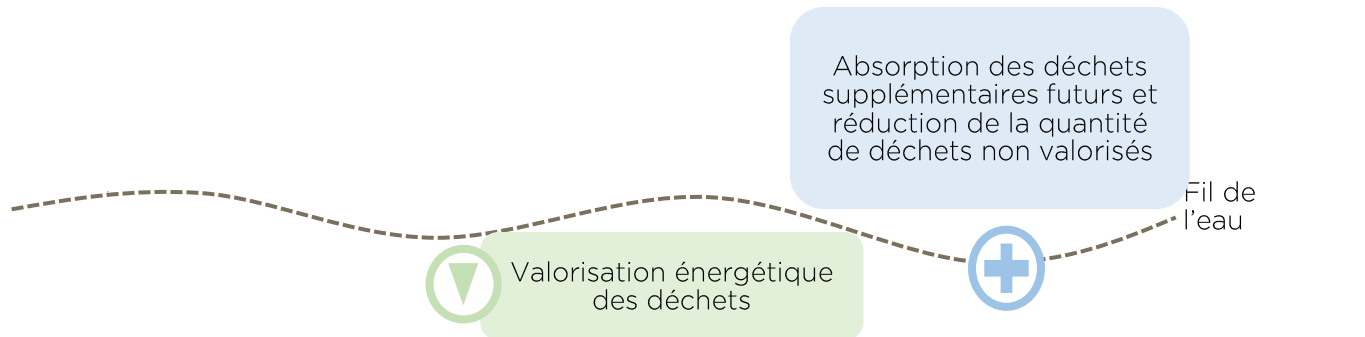 Absorption des déchets
supplémentaires futurs et
réduction de la quantité
de déchets non valorisés
Fil de
l'eau
Valorisation énergétique
des déchets